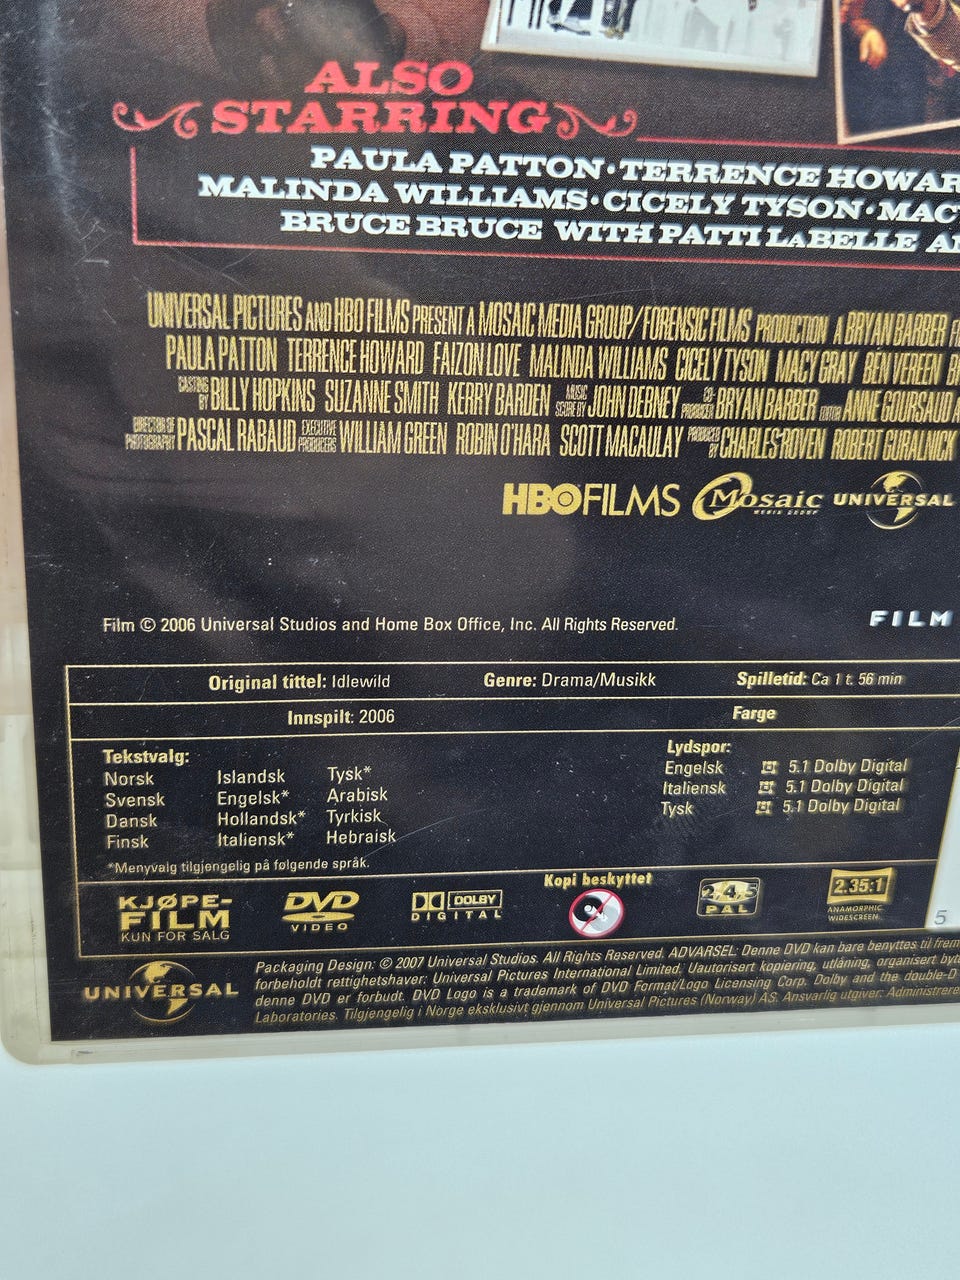 ALSO
STARRING
PAULA PATTON · TERRENCE HOWAR
MALINDA WILLIAMS · CICELY TYSON · MAC
BRUCE BRUCE WITH PATTI LABELLE
UNIVERSAL PICTURES AND HBO FILMS PRESENT A MOSAIC MEDIA GROUP/FORENSIC FILMS PRODUCTION A BRYAN BARBER F
PAULA PATTON TERRENCE HOWARD FAIZON LOVE MALINDA WILLIAMS CICELY TYSON MACY GRAY BEN VEREEN
CASTING BY BILLY HOPKINS SUZANNE SMITH KERRY BARDEN MUSIC SCORE BY JOHN DEBNEY CO-PRODUCER BRYAN BARBER EDITOR ANNE GOURSAUD
DIRECTOR OF PHOTOGRAPHY PASCAL RABAUD EXECUTIVE PRODUCERS WILLIAM GREEN ROBIN O'HARA SCOTT MACAULAY PRODUCED BY CHARLES ROVEN ROBERT GURALNICK
HBO FILMS Mosaic MEDIA GROUP UNIVERSAL
Film © 2006 Universal Studios and Home Box Office, Inc. All Rights Reserved.
FILM
Original tittel: Idlewild Genre: Drama/Musikk Spilletid: Ca 1 t. 56 min
Innspilt: 2006 Farge
Tekstvalg: Lydspor:
Norsk Islandsk Tysk* Engelsk 5.1 Dolby Digital
Svensk Engelsk* Arabisk Italiensk 5.1 Dolby Digital
Dansk Hollandsk* Tyrkisk Tysk 5.1 Dolby Digital
Finsk Italiensk* Hebraisk
*Menyvalg tilgjengelig på følgende språk.
Kopi beskyttet
KJØPE-
FILM
KUN FOR SALG
DVD
VIDEO
DOLBY
DIGITAL
2,4,5
PAL
2.35:1
ANAMORPHIC
WIDESCREEN
5
UNIVERSAL
Packaging Design: © 2007 Universal Studios. All Rights Reserved. ADVARSEL: Denne DVD kan bare benyttes til frem
forbeholdt rettighetshaver: Universal Pictures International Limited. Uautorisert kopiering, utlåning, organisert byt
denne DVD er forbudt. DVD Logo is a trademark of DVD Format/Logo Licensing Corp. Dolby and the double-D
Laboratories. Tilgjengelig i Norge eksklusivt gjennom Universal Pictures (Norway) AS. Ansvarlig utgiver: Administrere